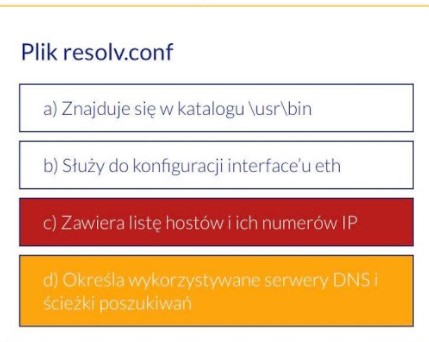 Plik resolv.conf
a) Znajduje się w katalogu \usr\bin
b) Służy do konfiguracji interface'u eth
c) Zawiera listę hostów i ich numerów IP
d) Określa wykorzystywane serwery DNS i
ścieżki poszukiwań